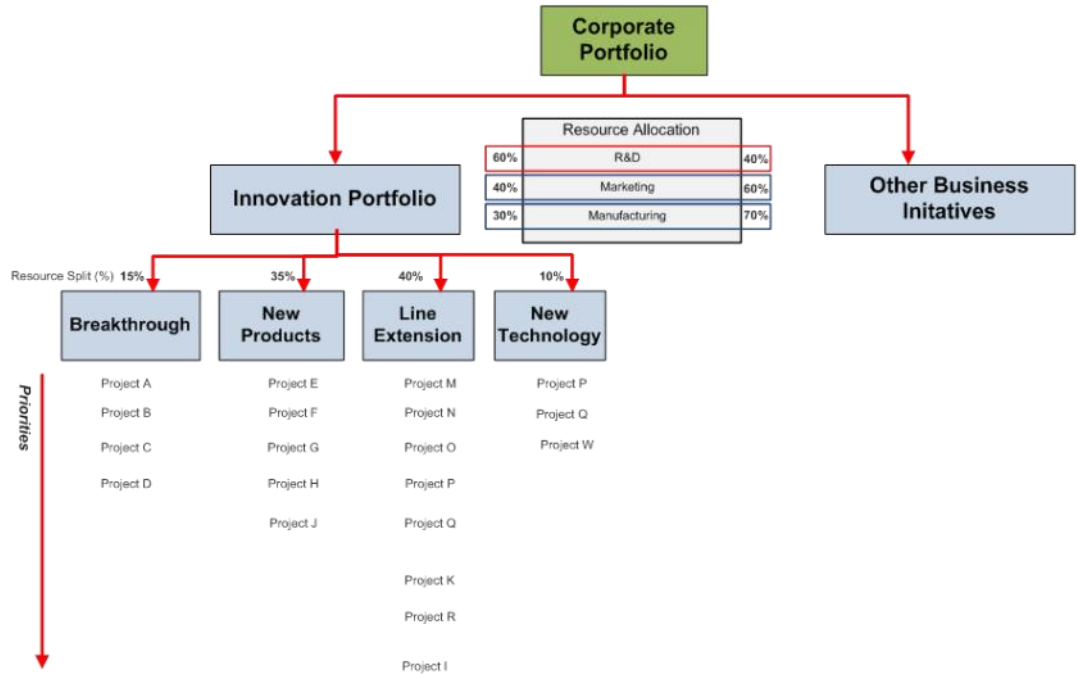 Corporate
Portfolio
Resource Allocation
60% R&D 40%
40% Marketing 60%
30% Manufacturing 70%
Innovation Portfolio
Other Business
Initatives
Resource Split (%) 15% 35% 40% 10%
Breakthrough
New
Products
Line
Extension
New
Technology
Priorities
Project A
Project B
Project C
Project D
Project E
Project F
Project G
Project H
Project J
Project M
Project N
Project O
Project P
Project Q
Project K
Project R
Project I
Project P
Project Q
Project W